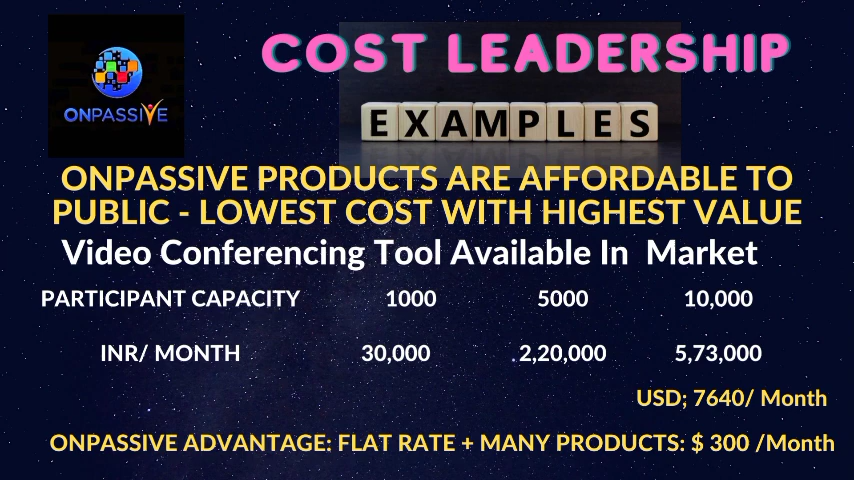 ONPASSIVE
COST LEADERSHIP
EXAMPLES
ONPASSIVE PRODUCTS ARE AFFORDABLE TO
PUBLIC - LOWEST COST WITH HIGHEST VALUE
Video Conferencing Tool Available In Market
PARTICIPANT CAPACITY 1000 5000 10,000
INR/ MONTH 30,000 .2,20,000 5,73,000
USD; 7640/ Month
ONPASSIVE ADVANTAGE: FLAT RATE + MANY PRODUCTS: $ 300 /Month